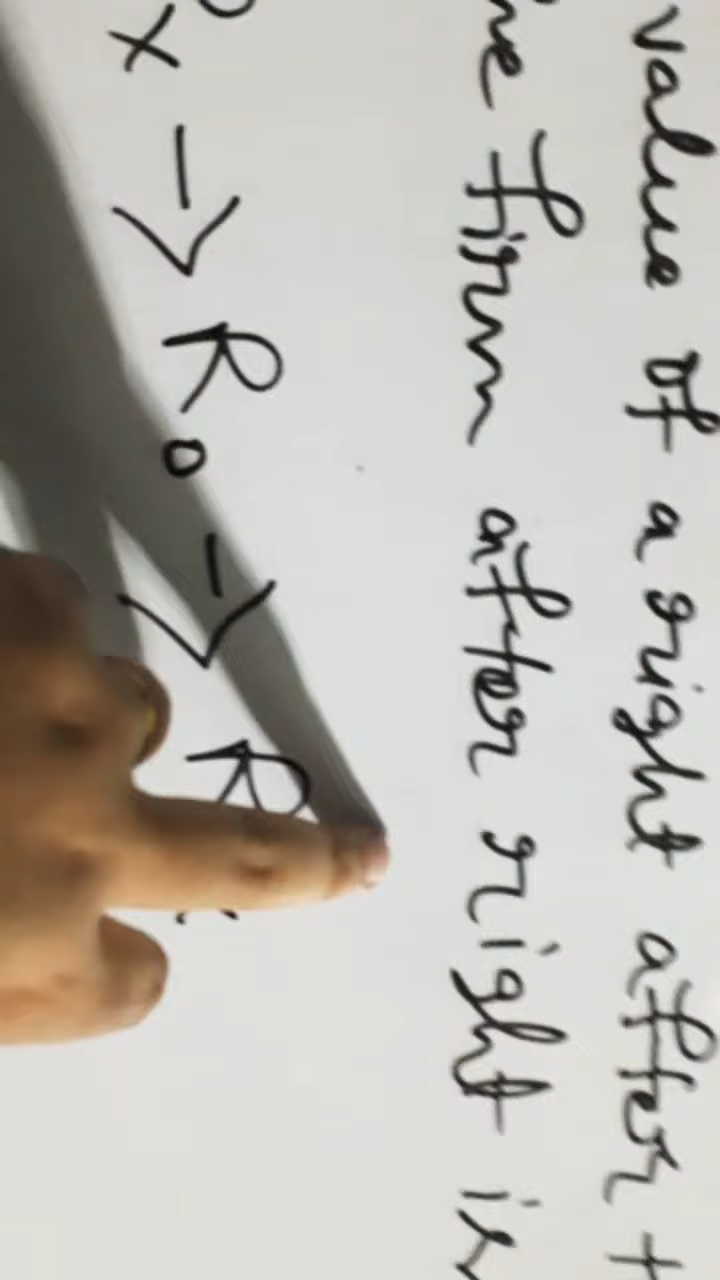 value of a right after
firm after right
x → R₀ → R